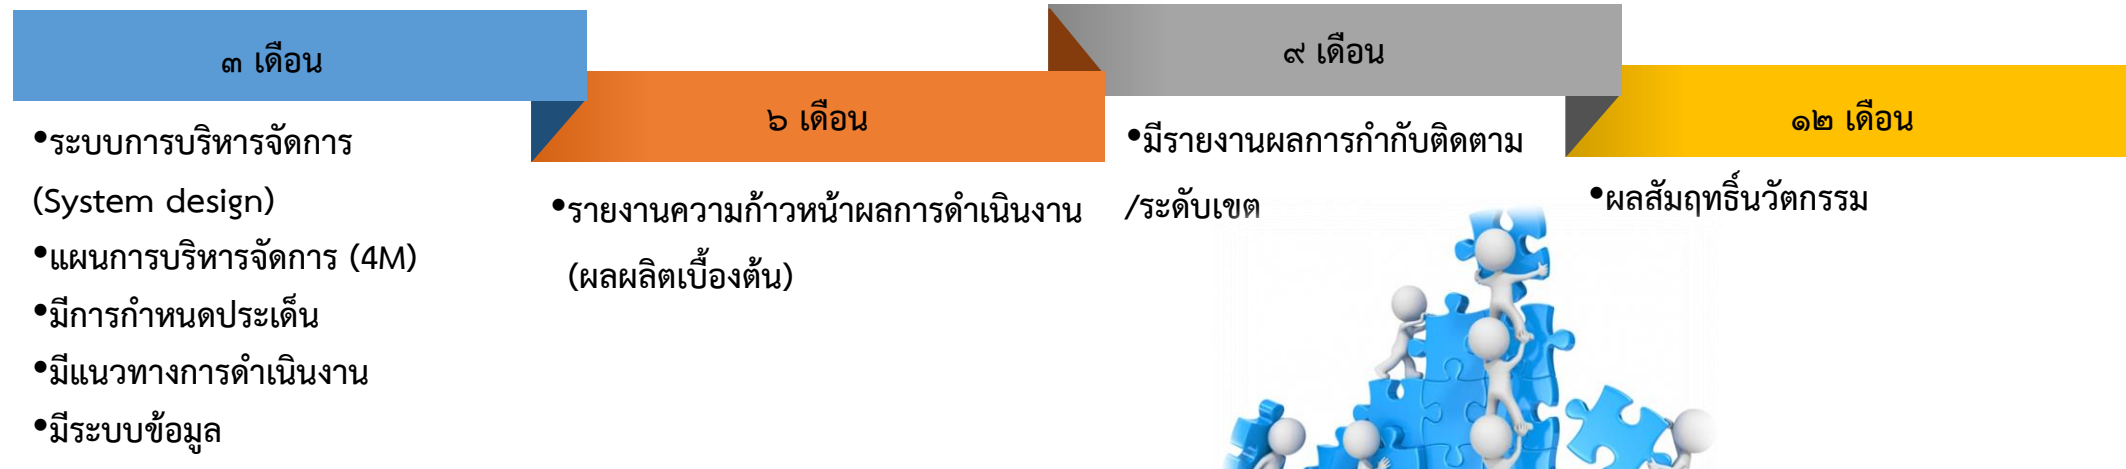 ๓ เดือน
•ระบบการบริหารจัดการ
(System design)
•แผนการบริหารจัดการ (4M)
•มีการกำหนดประเด็น
•มีแนวทางการดำเนินงาน
•มีระบบข้อมูล
๖ เดือน
•รายงานความก้าวหน้าผลการดำเนินงาน
(ผลผลิตเบื้องต้น)
๙ เดือน
•มีรายงานผลการกำกับติดตาม
/ระดับเขต
๑๒ เดือน
•ผลสัมฤทธิ์นวัตกรรม